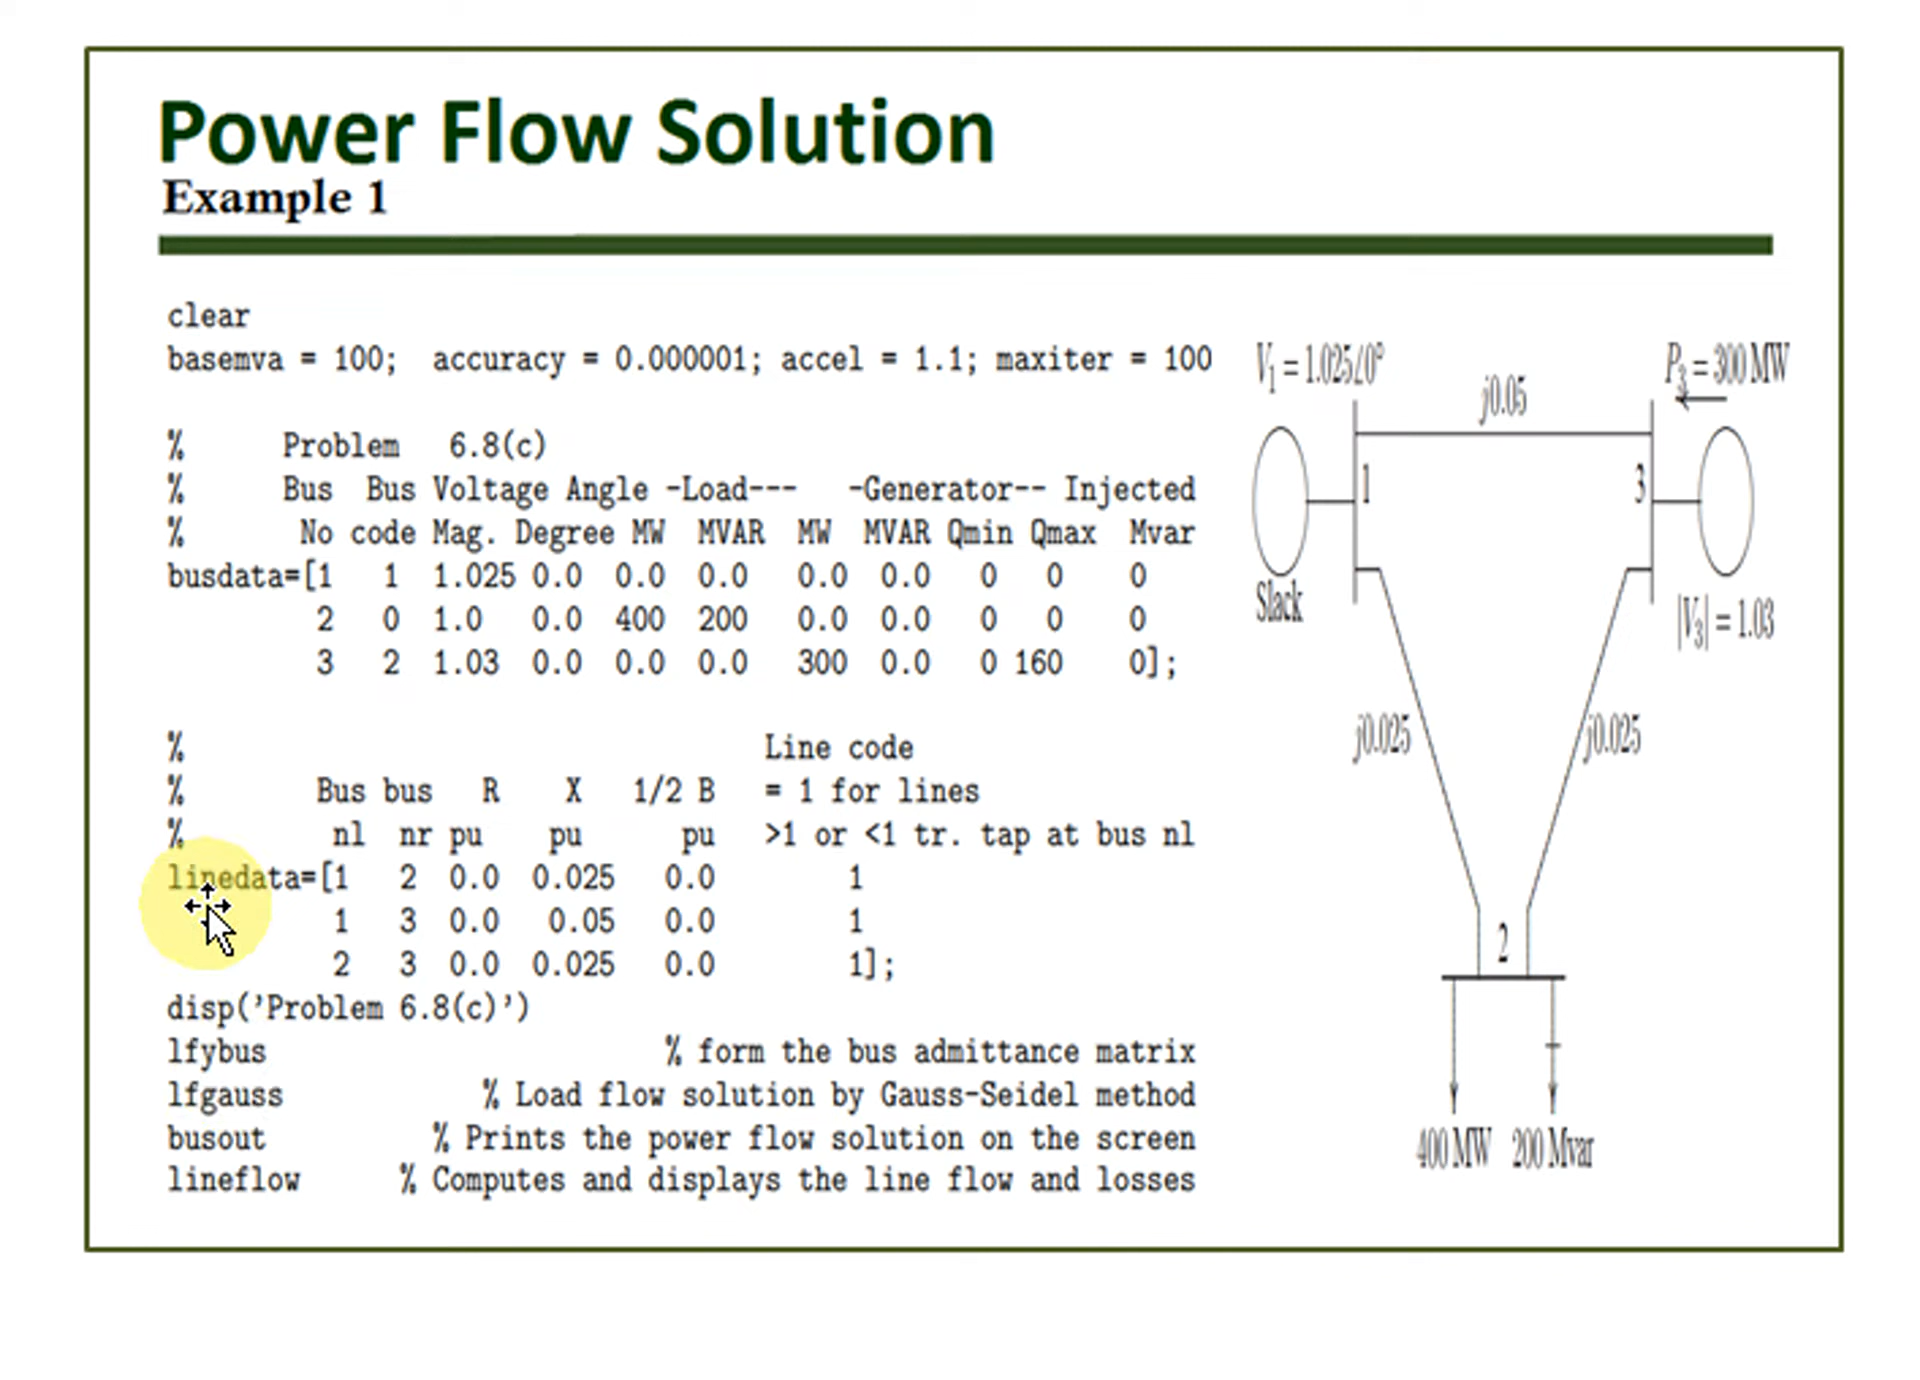 Power Flow Solution
Example 1
clear
basemva = 100; accuracy = 0.000001; accel = 1.1; maxiter = 100
% Problem 6.8(c)
% Bus Bus Voltage Angle -Load--- -Generator-- Injected
% No code Mag. Degree MW MVAR MW MVAR Qmin Qmax Mvar
busdata=[1 1 1.025 0.0 0.0 0.0 0.0 0.0 0 0 0
2 0 1.0 0.0 400 200 0.0 0.0 0 0 0
3 2 1.03 0.0 0.0 0.0 300 0.0 0 160 0];
% Line code
% Bus bus R X 1/2 B = 1 for lines
% nl nr pu pu pu >1 or <1 tr. tap at bus nl
linedata=[1 2 0.0 0.025 0.0 1
1 3 0.0 0.05 0.0 1
2 3 0.0 0.025 0.0 1];
disp('Problem 6.8(c)')
lfybus % form the bus admittance matrix
lfgauss % Load flow solution by Gauss-Seidel method
busout % Prints the power flow solution on the screen
lineflow % Computes and displays the line flow and losses
V₁ = 1.025∠0°
P₃ = 300 MW
j0.05
1
3
Slack
|V₃| = 1.03
j0.025
j0.025
2
400 MW
200 Mvar